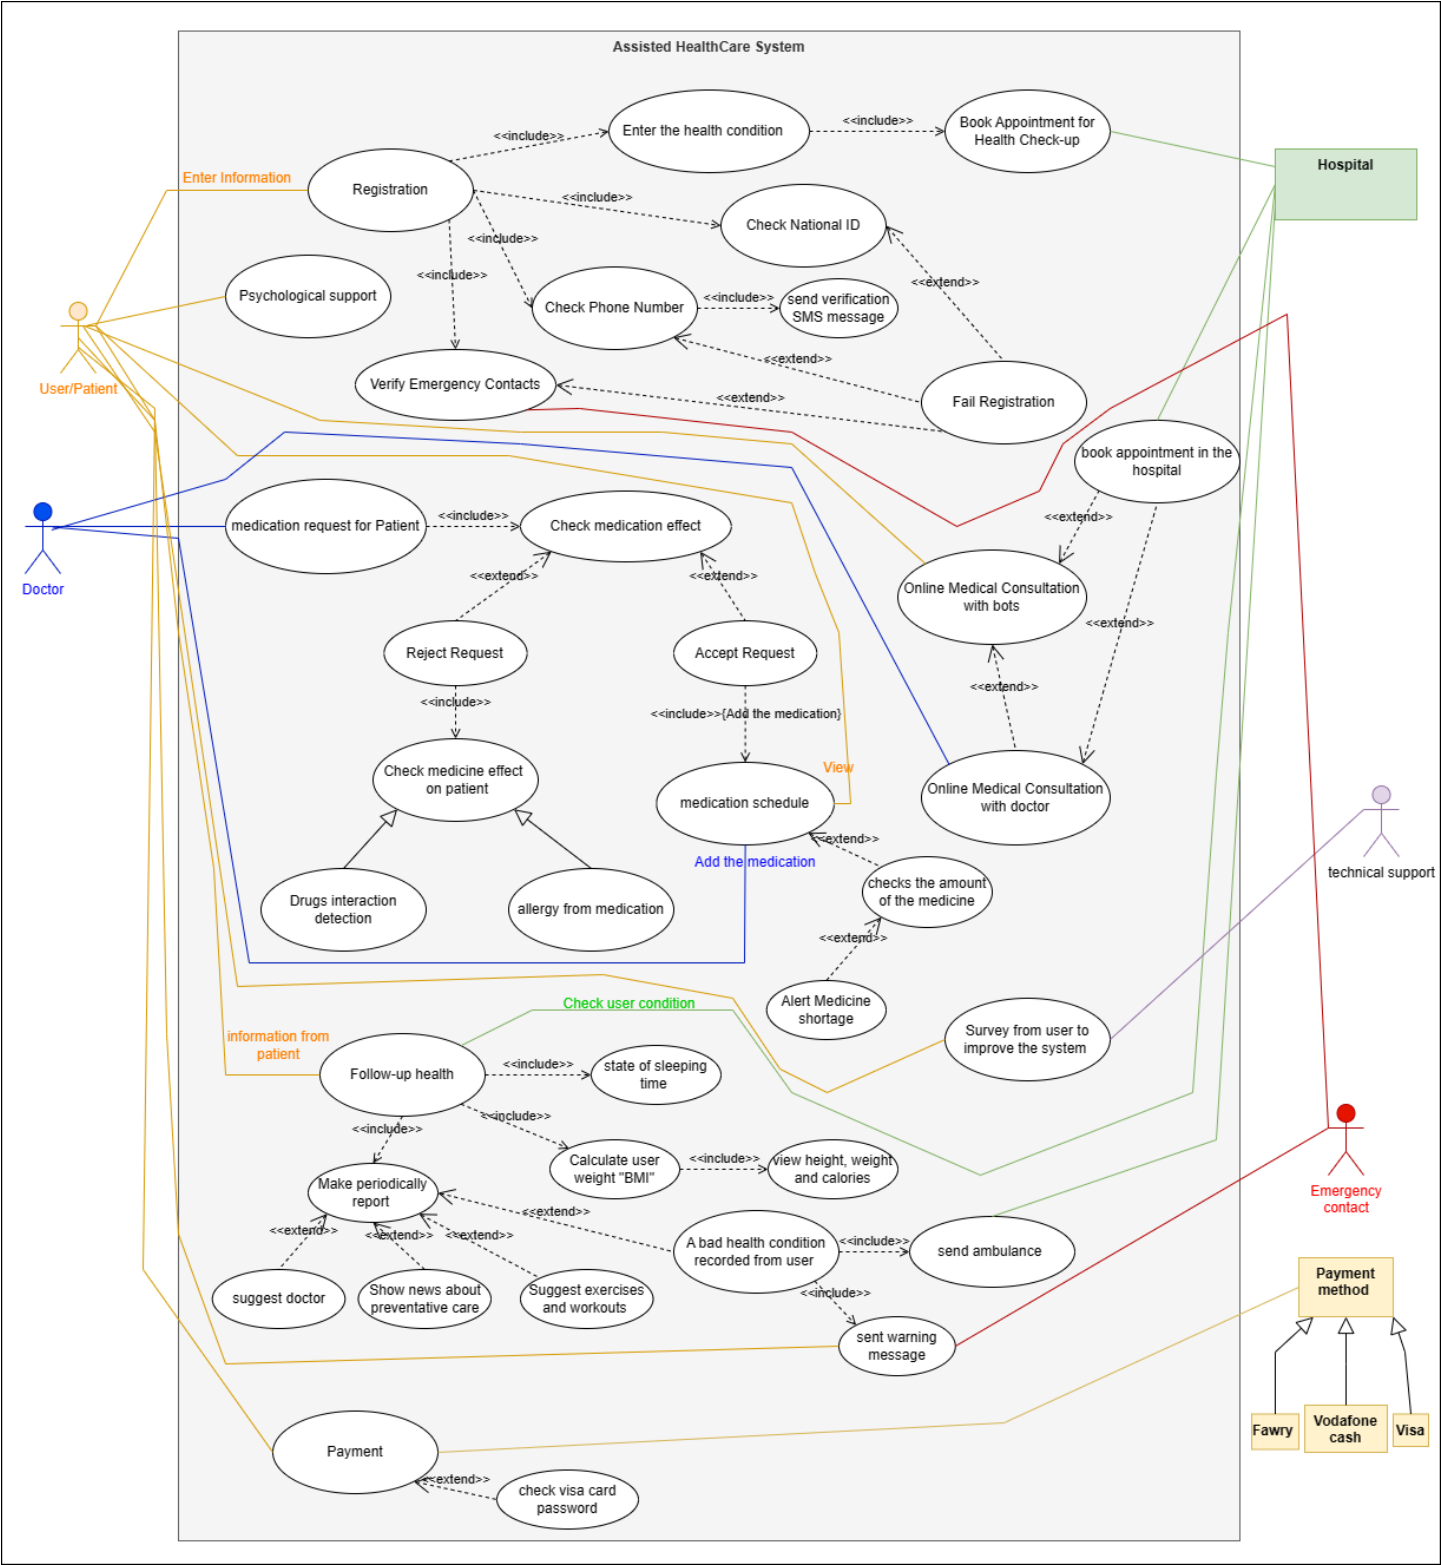 Assisted HealthCare System
<<include>>
Enter the health condition
<<include>>
Book Appointment for
Health Check-up
Hospital
Enter Information
Registration
<<include>>
Check National ID
<<include>>
<<include>>
<<extend>>
Psychological support
Check Phone Number
<<include>>
send verification
SMS message
User/Patient
Verify Emergency Contacts
<<extend>>
<<extend>>
Fail Registration
book appointment in the
hospital
Doctor
medication request for Patient
<<include>>
Check medication effect
<<extend>>
<<extend>>
<<extend>>
Online Medical Consultation
with bots
<<extend>>
Reject Request
Accept Request
<<extend>>
<<include>>
<<include>>{Add the medication}
Check medicine effect
on patient
View
medication schedule
Online Medical Consultation
with doctor
<<extend>>
Add the medication
technical support
checks the amount
of the medicine
Drugs interaction
detection
allergy from medication
<<extend>>
Alert Medicine
shortage
Check user condition
Survey from user to
improve the system
information from
patient
Follow-up health
<<include>>
state of sleeping
time
<<include>>
<<include>>
Calculate user
weight "BMI"
<<include>>
view height, weight
and calories
Make periodically
report
Emergency
contact
<<extend>>
<<extend>>
<<extend>>
<<extend>>
A bad health condition
recorded from user
<<include>>
send ambulance
suggest doctor
Show news about
preventative care
Suggest exercises
and workouts
<<include>>
sent warning
message
Payment
method
Fawry
Vodafone
cash
Visa
Payment
<<extend>>
check visa card
password